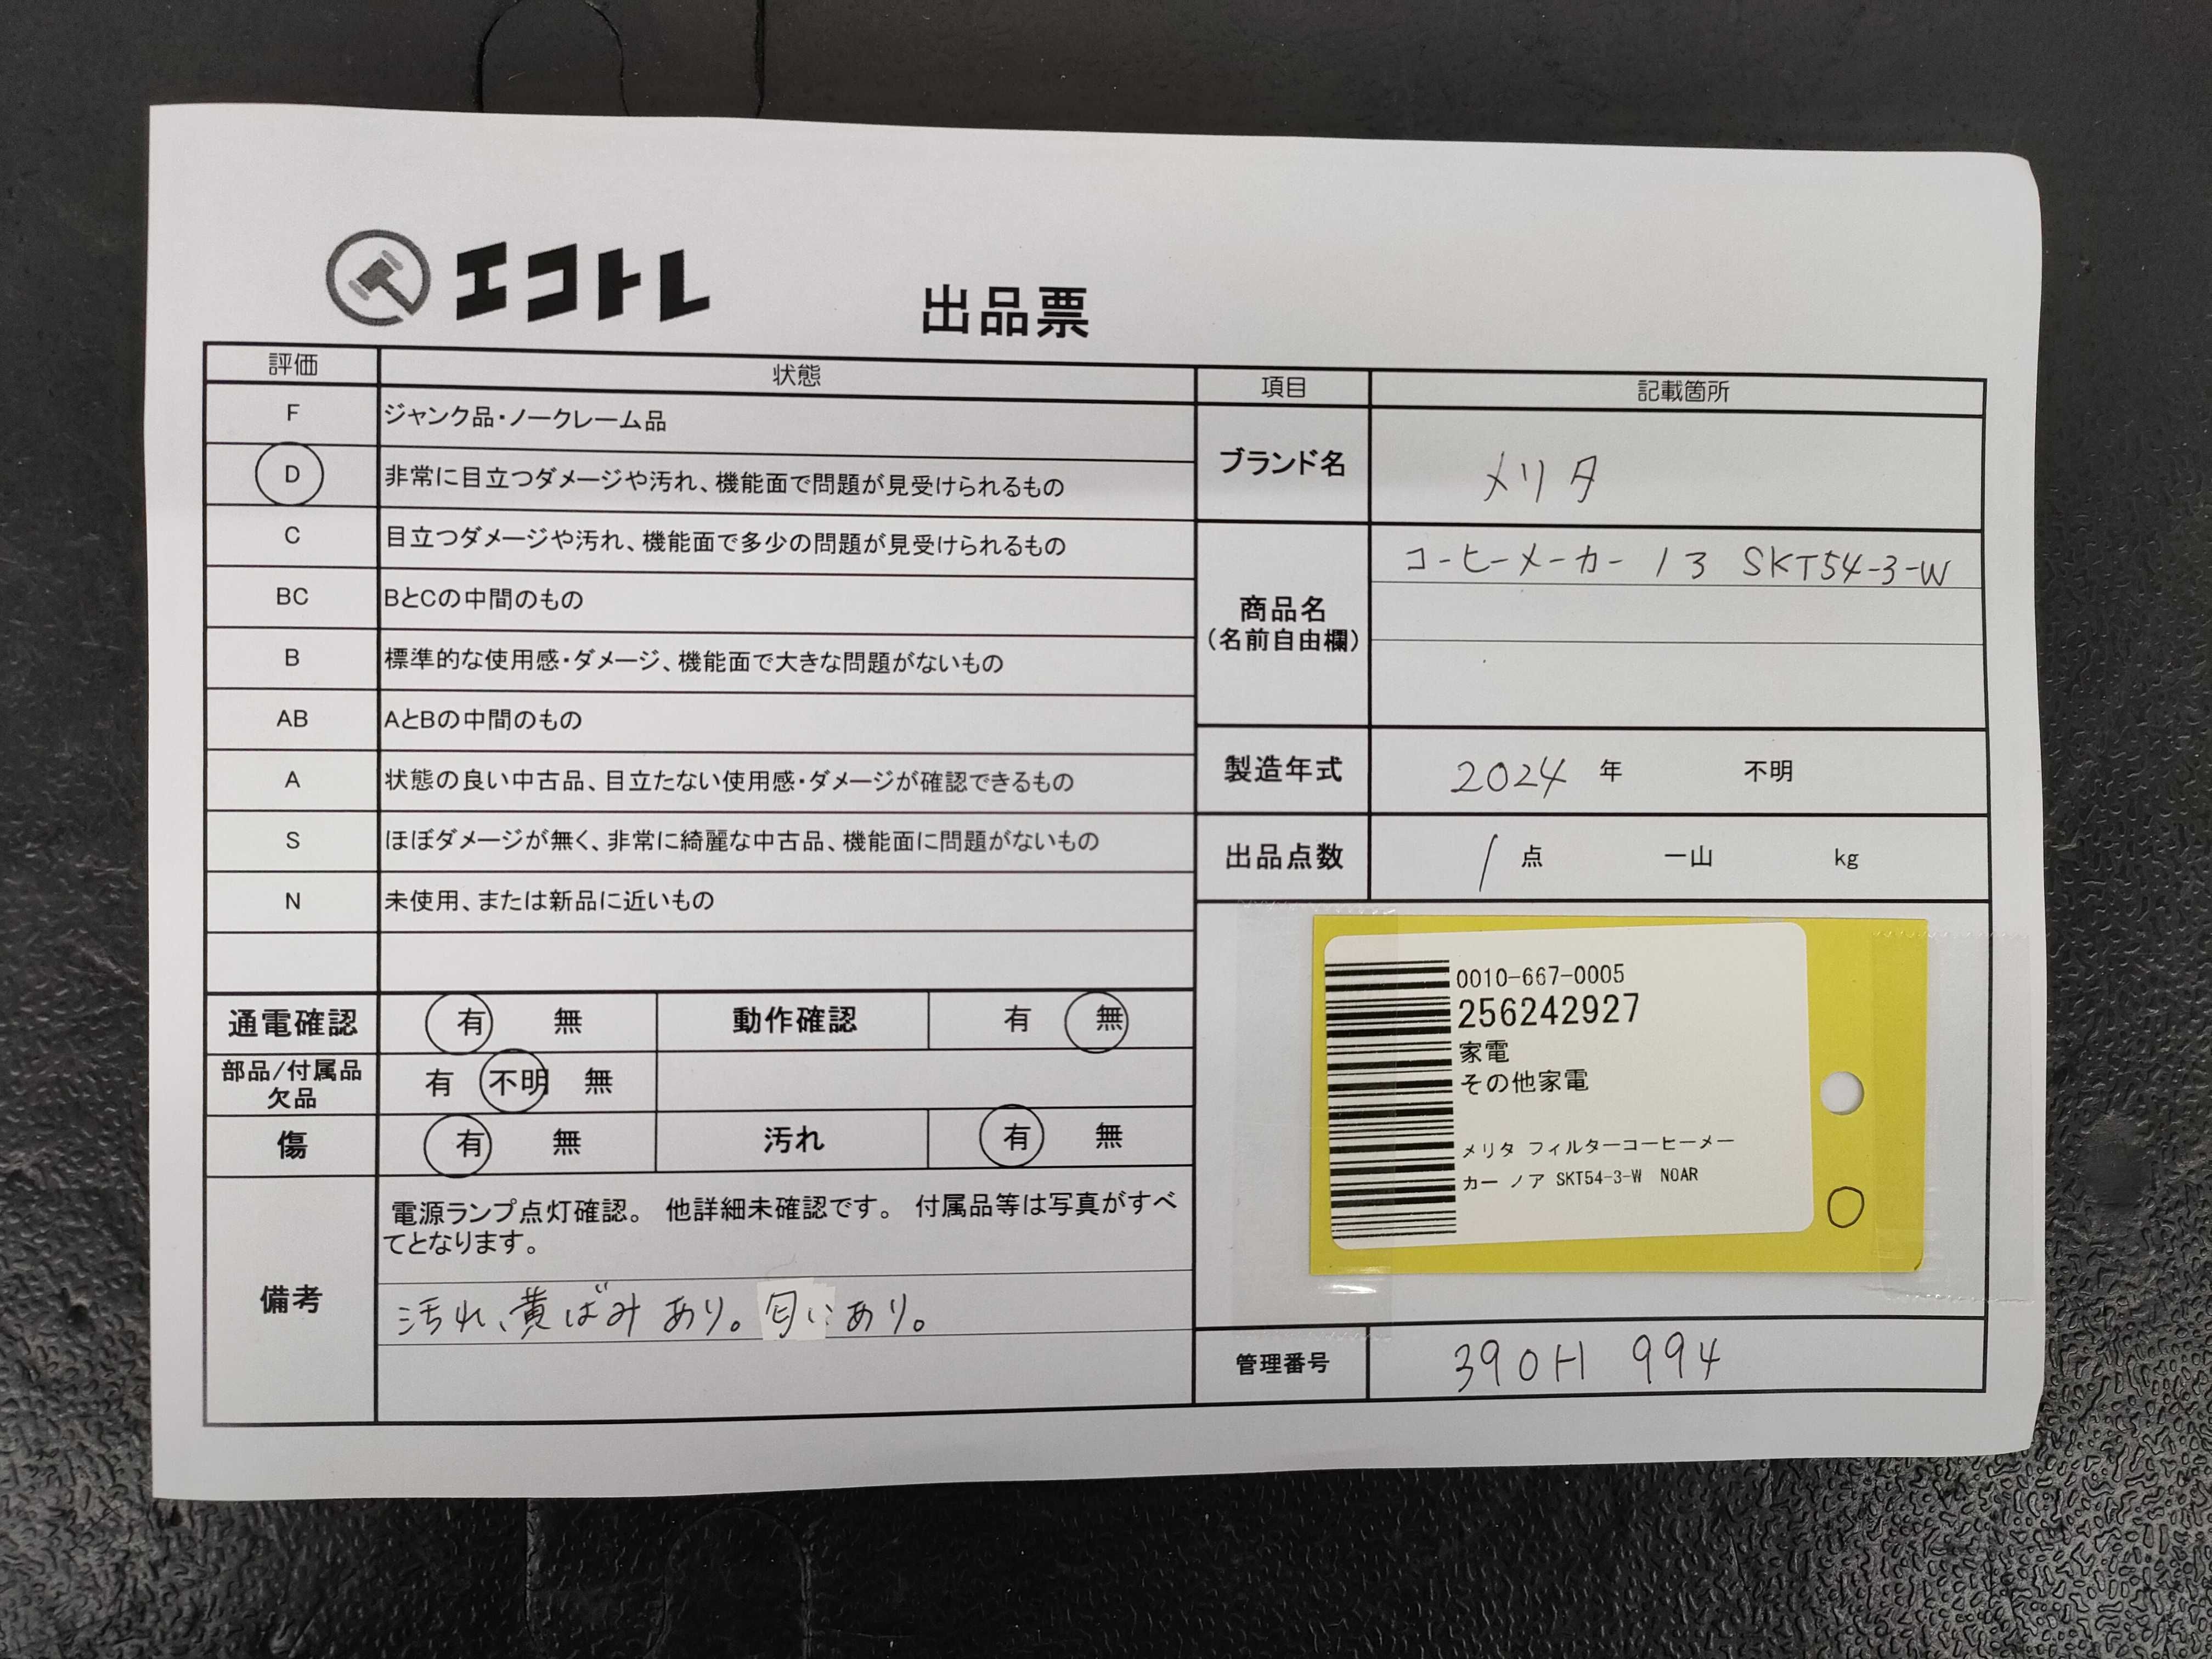 エコトレ
出品票
評価 状態
F ジャンク品・ノークレーム品
D 非常に目立つダメージや汚れ、機能面で問題が見受けられるもの
C 目立つダメージや汚れ、機能面で多少の問題が見受けられるもの
BC BとCの中間のもの
B 標準的な使用感・ダメージ、機能面で大きな問題がないもの
AB AとBの中間のもの
A 状態の良い中古品、目立たない使用感・ダメージが確認できるもの
S ほぼダメージが無く、非常に綺麗な中古品、機能面に問題がないもの
N 未使用、または新品に近いもの
通電確認 有 無 動作確認 有 無
部品/付属品
欠品
有 不明 無
傷 有 無 汚れ 有 無
備考
電源ランプ点灯確認。 他詳細未確認です。 付属品等は写真がすべ
てとなります。
汚れ、黄ばみあり。匂いあり。
項目 記載箇所
ブランド名 メリタ
商品名
(名前自由欄)
コーヒーメーカー 13 SKT54-3-W
製造年式 2024 年 不明
出品点数 1 点 一山 kg
0010-667-0005
256242927
家電
その他家電
メリタ フィルターコーヒーメー
カー ノア SKT54-3-W NOAR
管理番号 390H 994